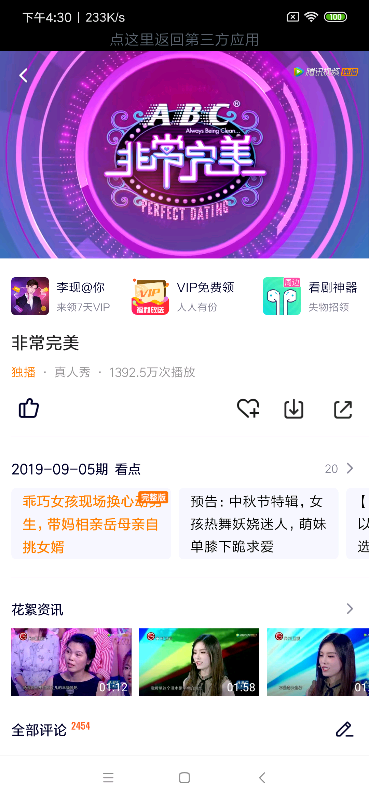 下午4:30 | 233K/s
100
点这里返回第三方应用
腾讯视频 独播
ABC®
Always Being Clean...
非常完美
PERFECT DATING
李现@你
来领7天VIP
VIP
VIP免费领
人人有份
看剧神器
失物招领
非常完美
独播 · 真人秀 · 1392.5万次播放
2019-09-05期 看点
20
完整版
乖巧女孩现场换心动男生，带妈相亲岳母亲自挑女婿
预告：中秋节特辑，女孩热舞妖娆迷人，萌妹单膝下跪求爱
【
以
选
花絮资讯
01:12
01:58
01:
全部评论 2454